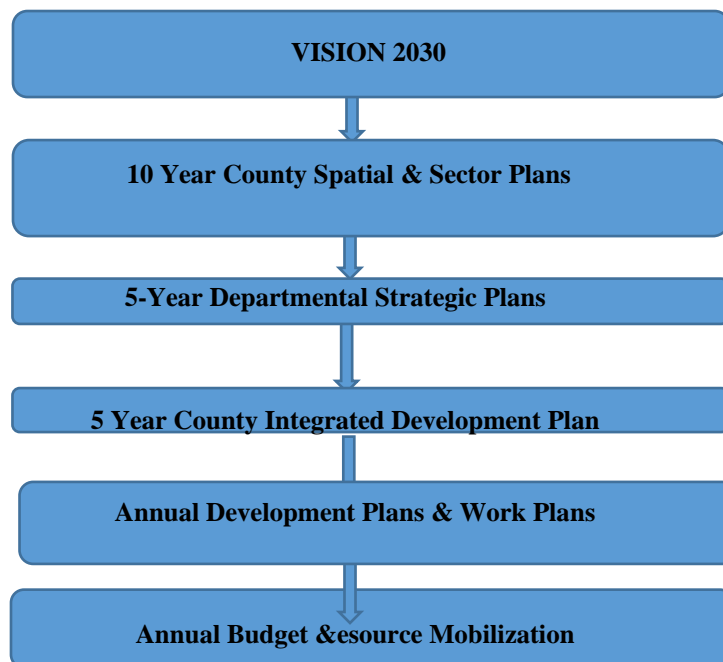 VISION 2030
10 Year County Spatial & Sector Plans
5-Year Departmental Strategic Plans
5 Year County Integrated Development Plan
Annual Development Plans & Work Plans
Annual Budget &esource Mobilization